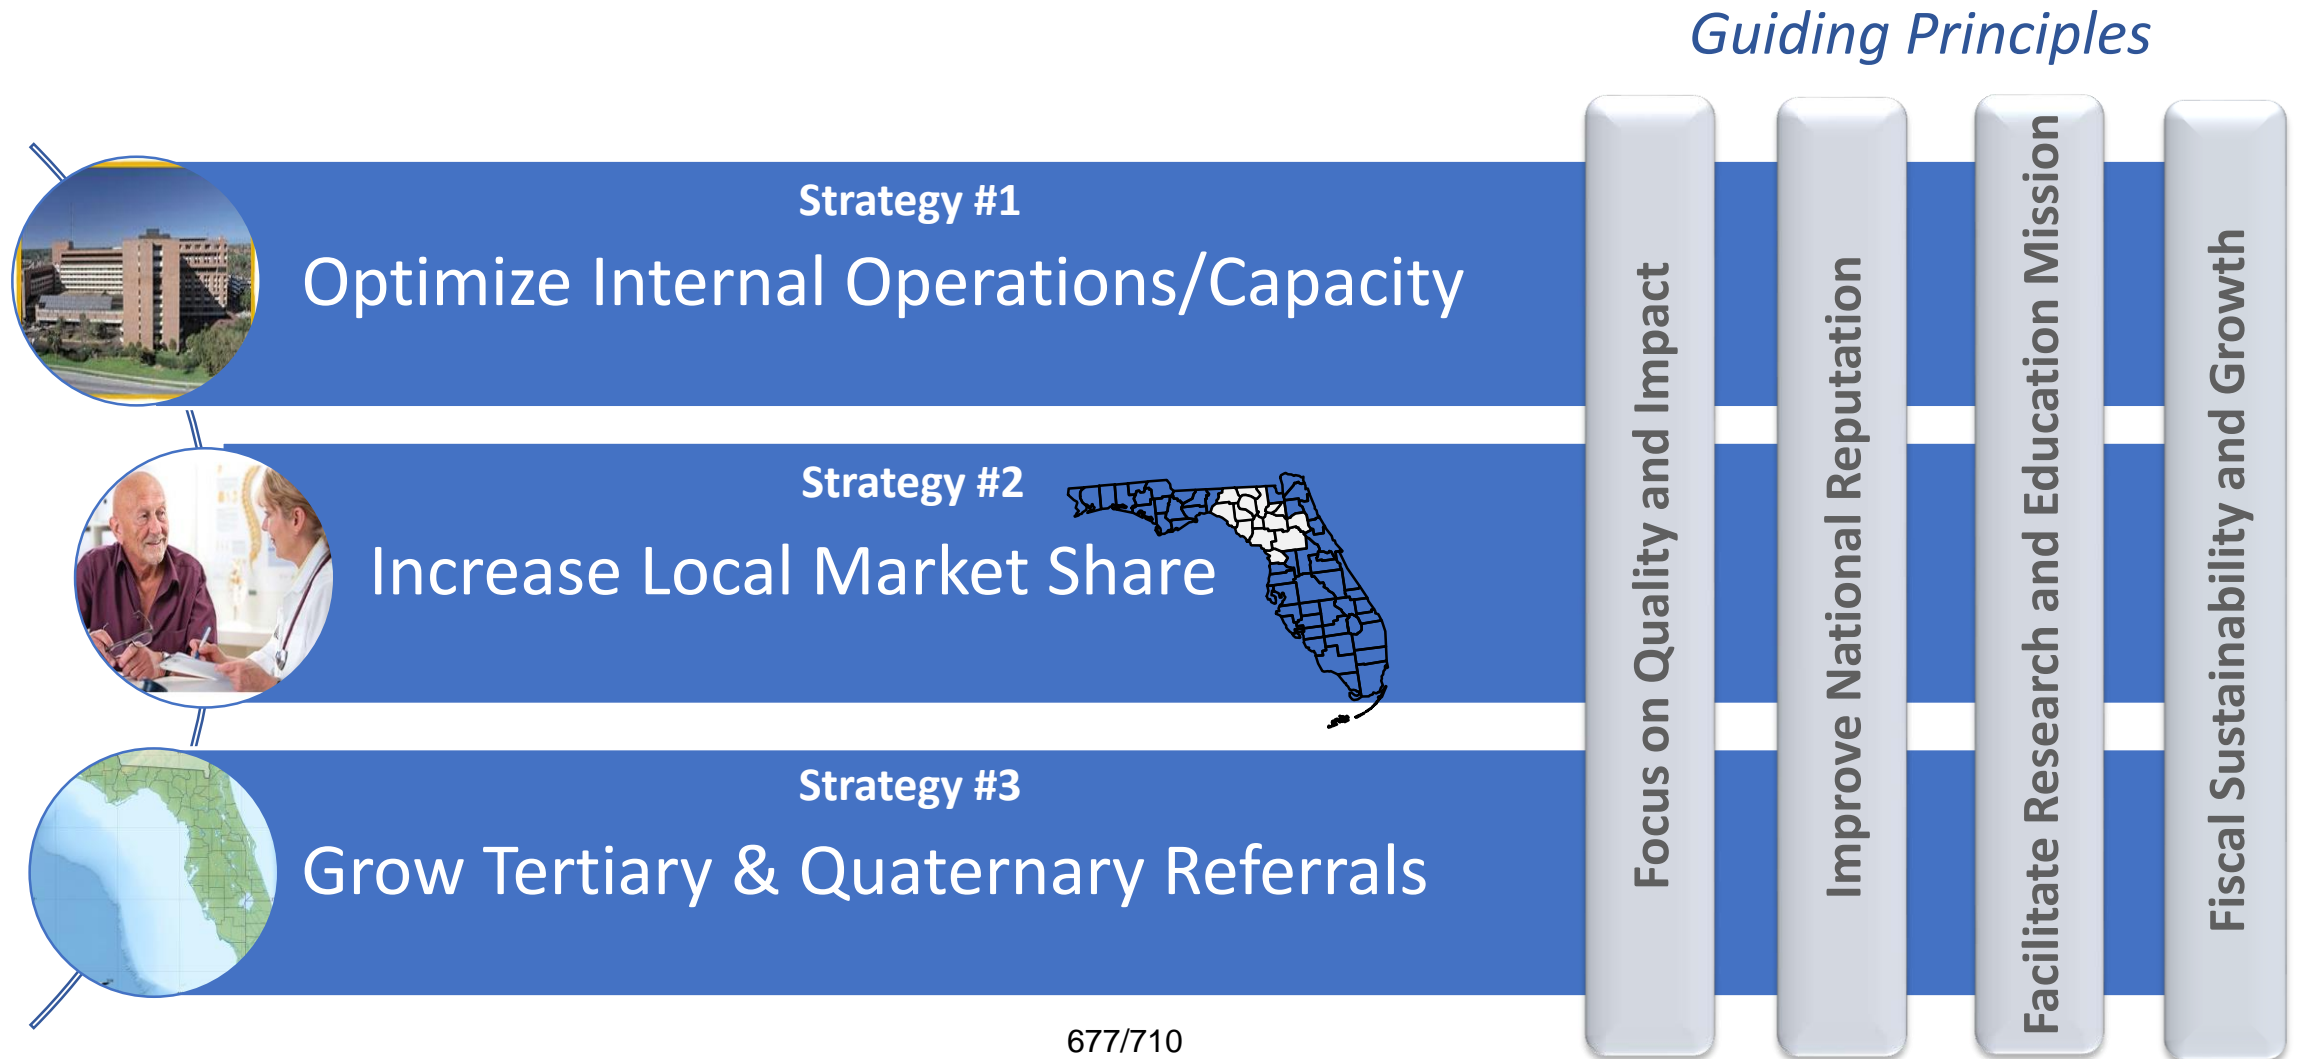 Guiding Principles
Strategy #1
Optimize Internal Operations/Capacity
Strategy #2
Increase Local Market Share
Strategy #3
Grow Tertiary & Quaternary Referrals
Focus on Quality and Impact
Improve National Reputation
Facilitate Research and Education Mission
Fiscal Sustainability and Growth
677/710